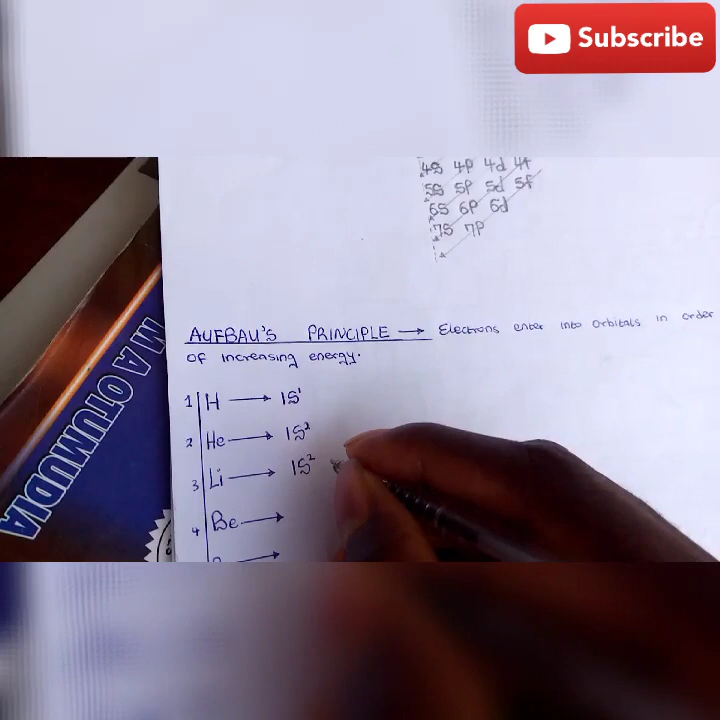 Subscribe
4s 4p 4d 4f
5s 5p 5d 5f
6s 6p 6d
7s 7p
AUFBAU'S PRINCIPLE → Electrons enter into orbitals in order
of increasing energy.
1 H → 1S¹
2 He → 1S²
3 Li → 1S²
4 Be →
M A OTUMUDIA